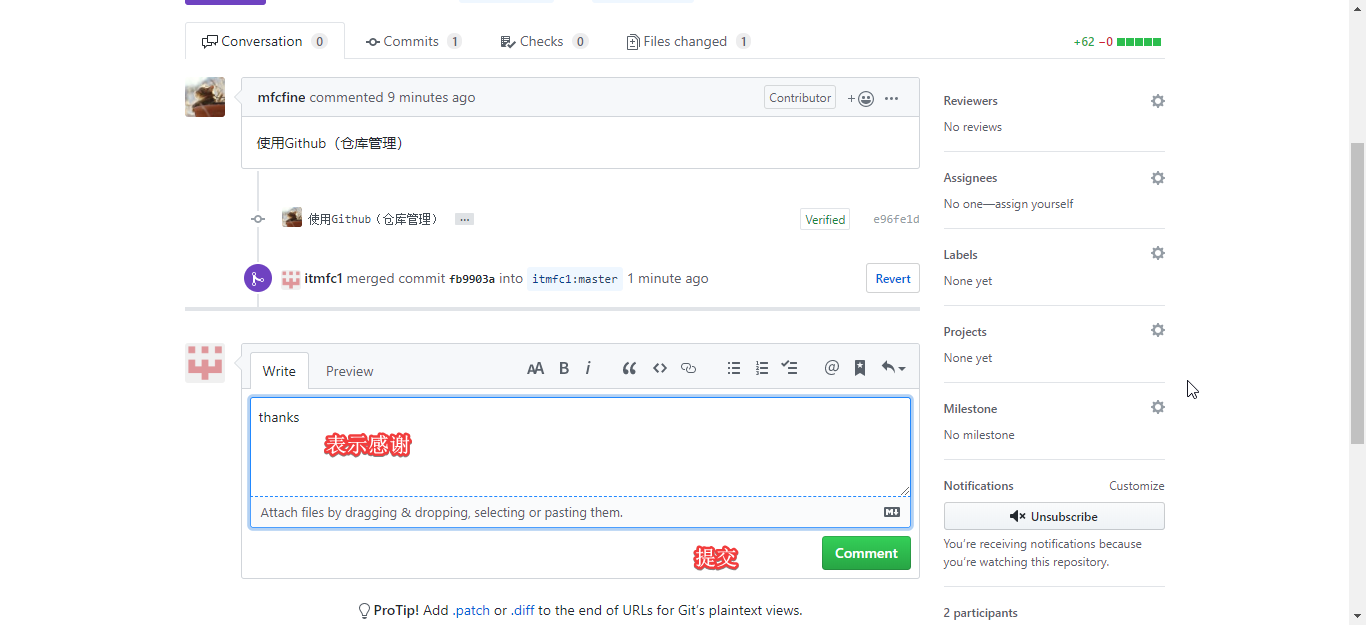 Conversation 0 Commits 1 Checks 0 Files changed 1 +62 −0
mfcfine commented 9 minutes ago Contributor + ...
使用Github（仓库管理）
使用Github（仓库管理） ... Verified e96fe1d
itmfc1 merged commit fb9903a into itmfc1:master 1 minute ago Revert
Write Preview AA B i @
thanks
表示感谢
Attach files by dragging & dropping, selecting or pasting them.
提交 Comment
ProTip! Add .patch or .diff to the end of URLs for Git's plaintext views.
Reviewers
No reviews
Assignees
No one—assign yourself
Labels
None yet
Projects
None yet
Milestone
No milestone
Notifications Customize
Unsubscribe
You're receiving notifications because
you're watching this repository.
2 participants